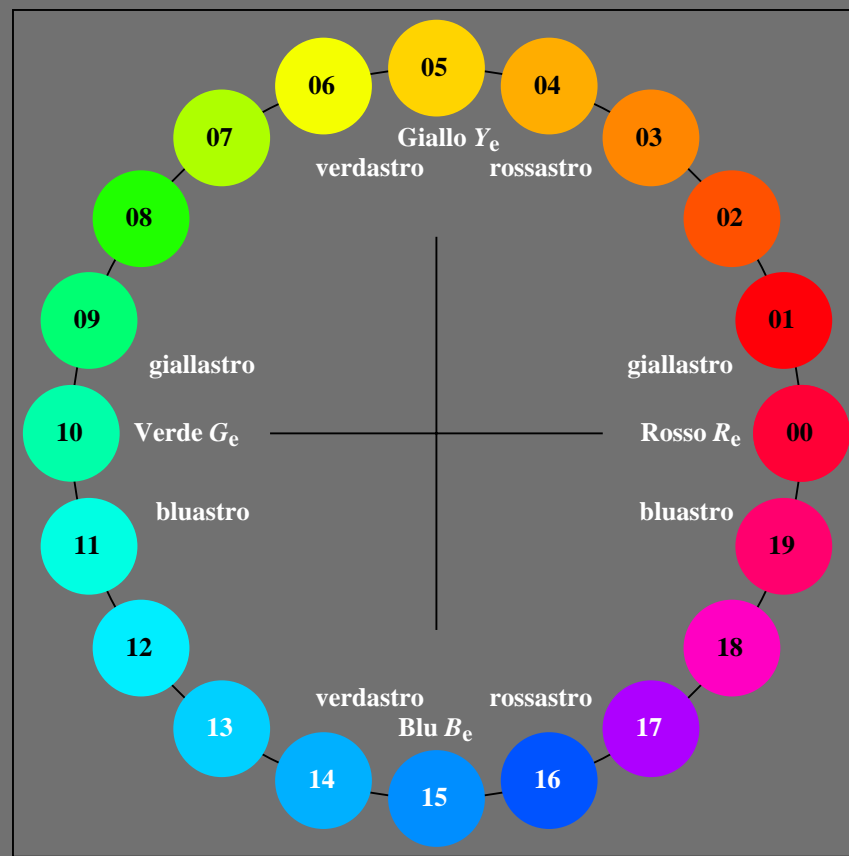 05
06
04
07
Giallo Yₑ
03
verdastro
rossastro
08
02
09
01
giallastro
giallastro
10
Verde Gₑ
Rosso Rₑ
00
bluastro
bluastro
11
19
12
18
verdastro
rossastro
13
Blu Bₑ
17
14
16
15